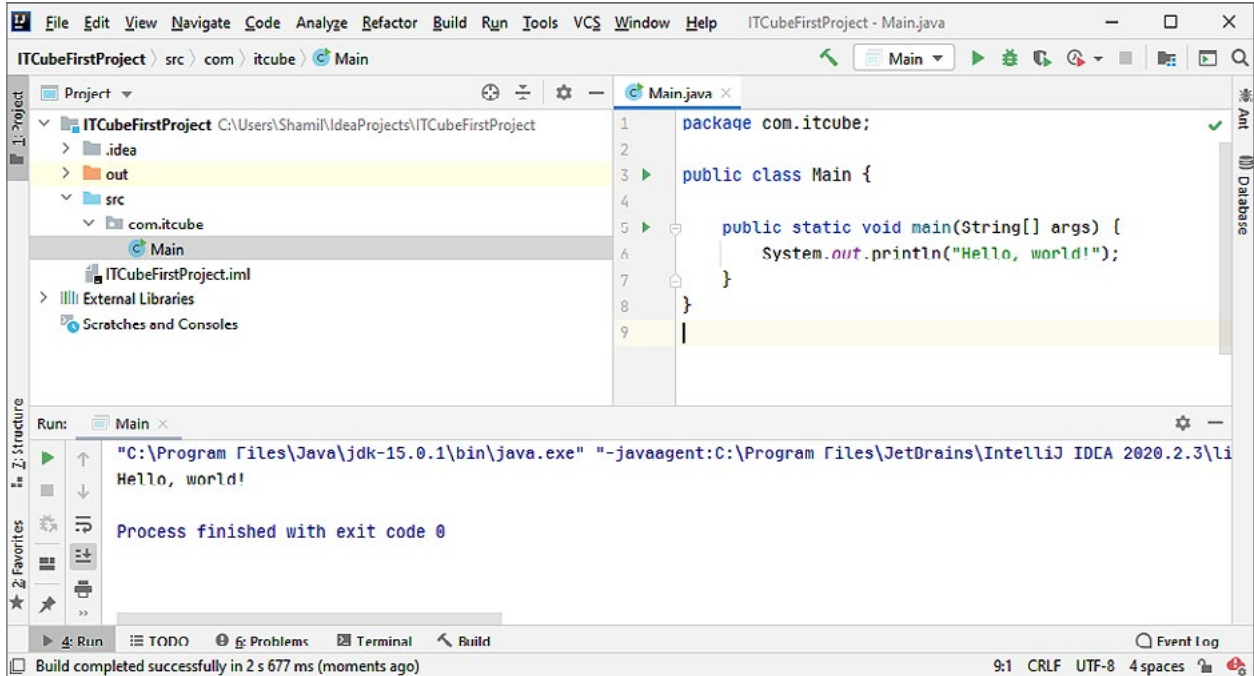 File Edit View Navigate Code Analyze Refactor Build Run Tools VCS Window Help ITCubeFirstProject - Main.java
ITCubeFirstProject src com itcube Main
Main
Project
Main.java
ITCubeFirstProject C:\Users\Shamil\IdeaProjects\ITCubeFirstProject
.idea
out
src
com.itcube
Main
ITCubeFirstProject.iml
External Libraries
Scratches and Consoles
1 package com.itcube;
2
3 public class Main {
4
5 public static void main(String[] args) {
6 System.out.println("Hello, world!");
7 }
8 }
9
1: Project
Z: Structure
2: Favorites
Ant
Database
Run: Main
"C:\Program Files\Java\jdk-15.0.1\bin\java.exe" "-javaagent:C:\Program Files\JetBrains\IntelliJ IDEA 2020.2.3\li
Hello, world!
Process finished with exit code 0
4: Run TODO 6: Problems Terminal Build Event Log
Build completed successfully in 2 s 677 ms (moments ago) 9:1 CRLF UTF-8 4 spaces